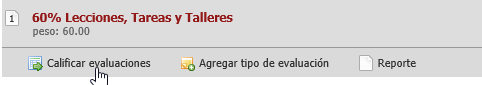 1 60% Lecciones, Tareas y Talleres
peso: 60.00
Calificar evaluaciones Agregar tipo de evaluación Reporte